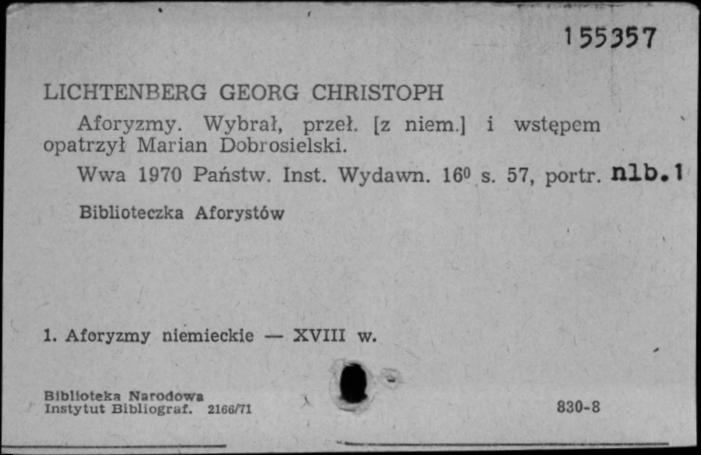 155357
LICHTENBERG GEORG CHRISTOPH
Aforyzmy. Wybrał, przeł. [z niem.] i wstępem
opatrzył Marian Dobrosielski.
Wwa 1970 Państw. Inst. Wydawn. 16⁰ s. 57, portr. nlb.1
Biblioteczka Aforystów
1. Aforyzmy niemieckie — XVIII w.
Biblioteka Narodowa
Instytut Bibliograf. 2166/71
830-8